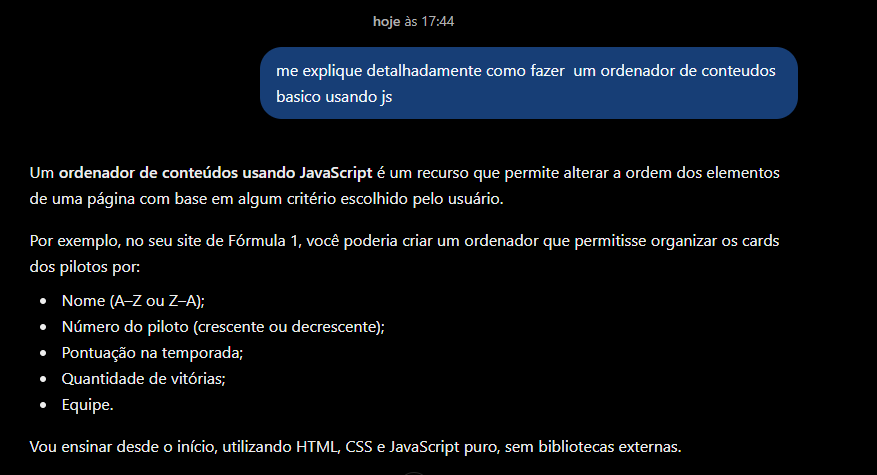 hoje às 17:44
me explique detalhadamente como fazer  um ordenador de conteudos
basico usando js
Um ordenador de conteúdos usando JavaScript é um recurso que permite alterar a ordem dos elementos
de uma página com base em algum critério escolhido pelo usuário.
Por exemplo, no seu site de Fórmula 1, você poderia criar um ordenador que permitisse organizar os cards
dos pilotos por:
• Nome (A–Z ou Z–A);
• Número do piloto (crescente ou decrescente);
• Pontuação na temporada;
• Quantidade de vitórias;
• Equipe.
Vou ensinar desde o início, utilizando HTML, CSS e JavaScript puro, sem bibliotecas externas.